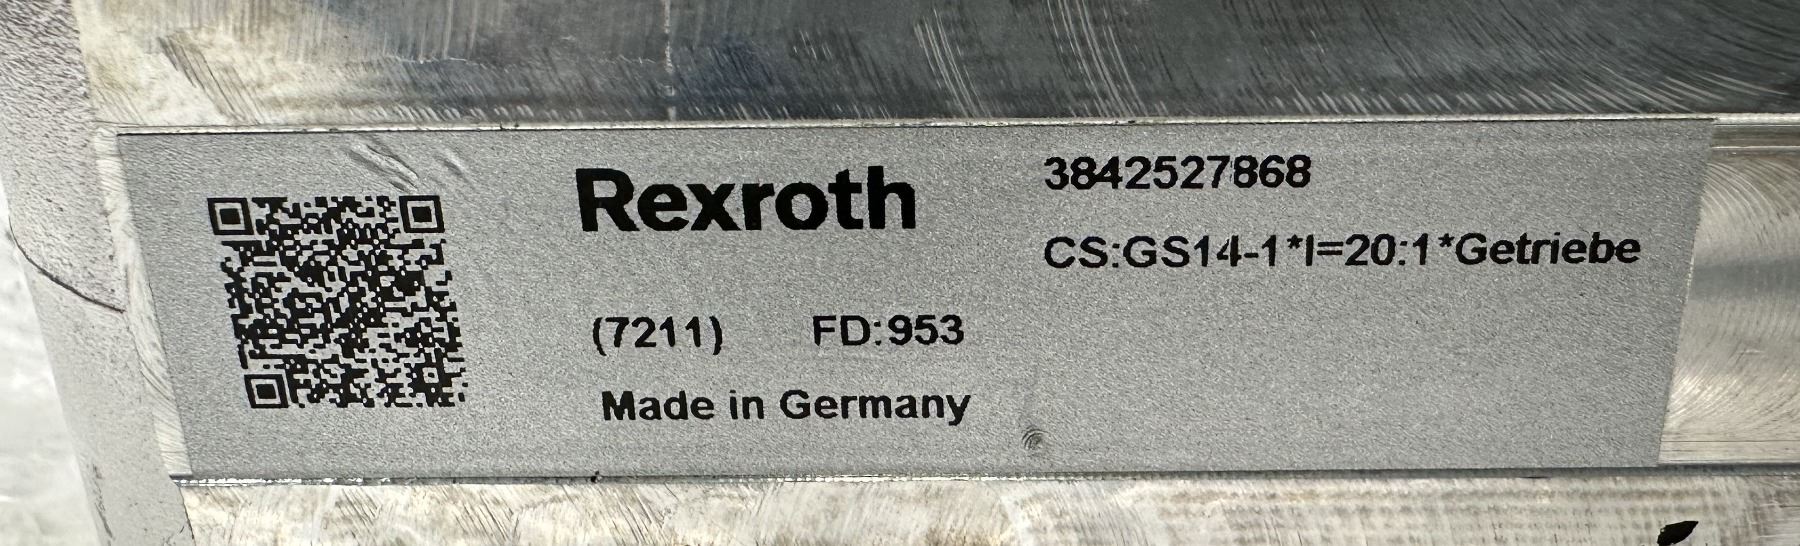 Rexroth
3842527868
CS:GS14-1*I=20:1*Getriebe
(7211) FD:953
Made in Germany